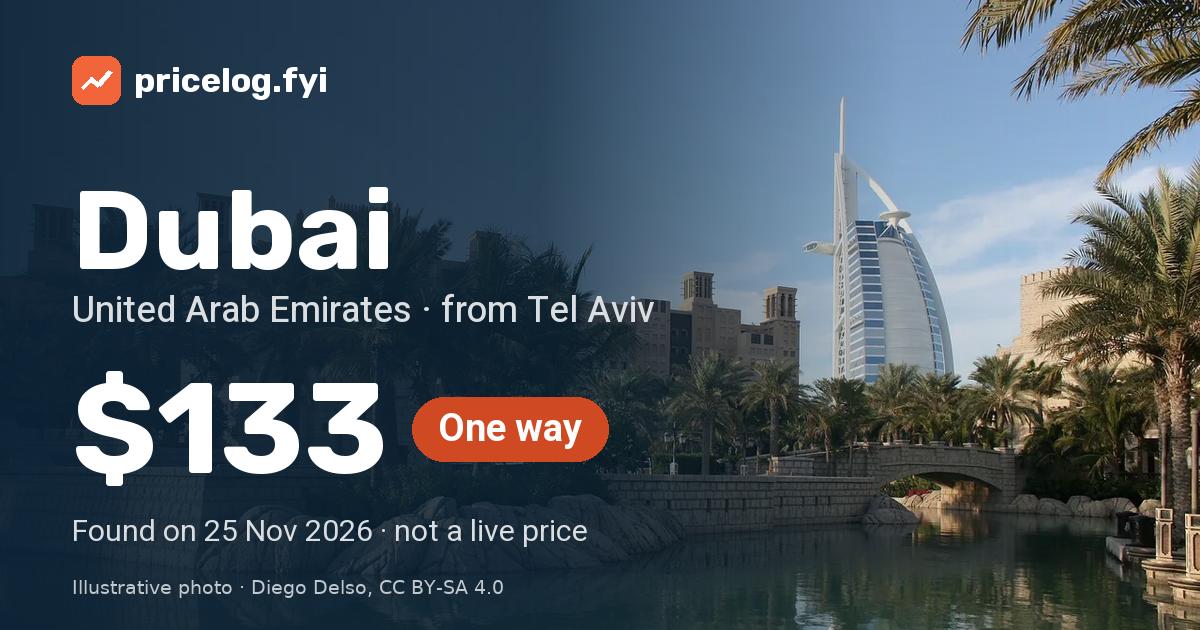 pricelog.fyi
Dubai
United Arab Emirates · from Tel Aviv
$133
One way
Found on 25 Nov 2026 · not a live price
Illustrative photo · Diego Delso, CC BY-SA 4.0